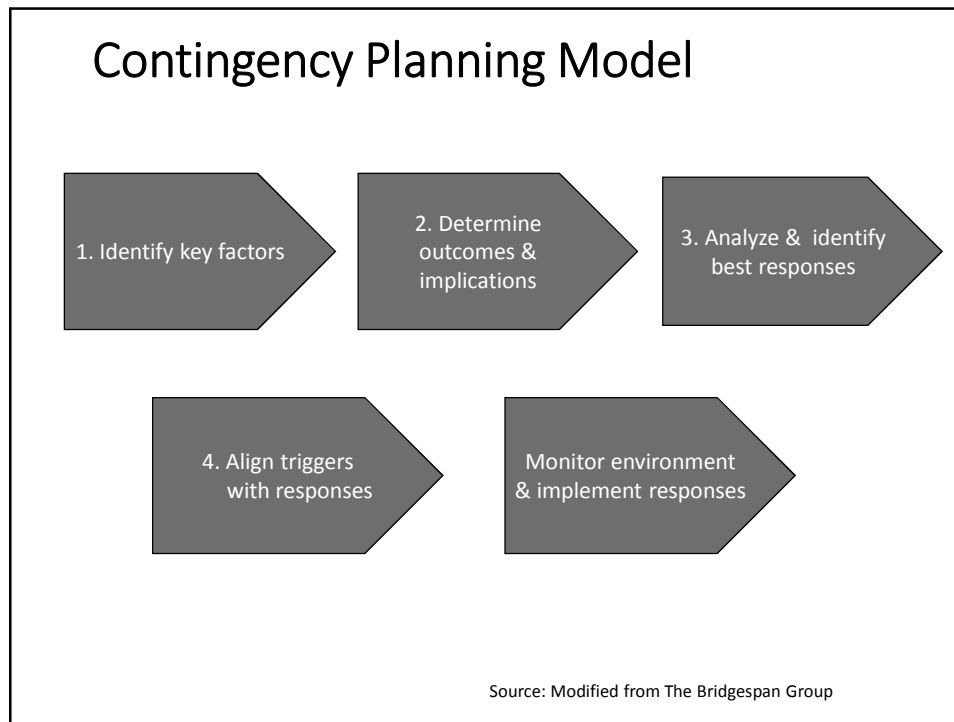 Contingency Planning Model
1. Identify key factors
2. Determine
outcomes &
implications
3. Analyze &  identify
best responses
4. Align triggers
with responses
Monitor environment
& implement responses
Source: Modified from The Bridgespan Group